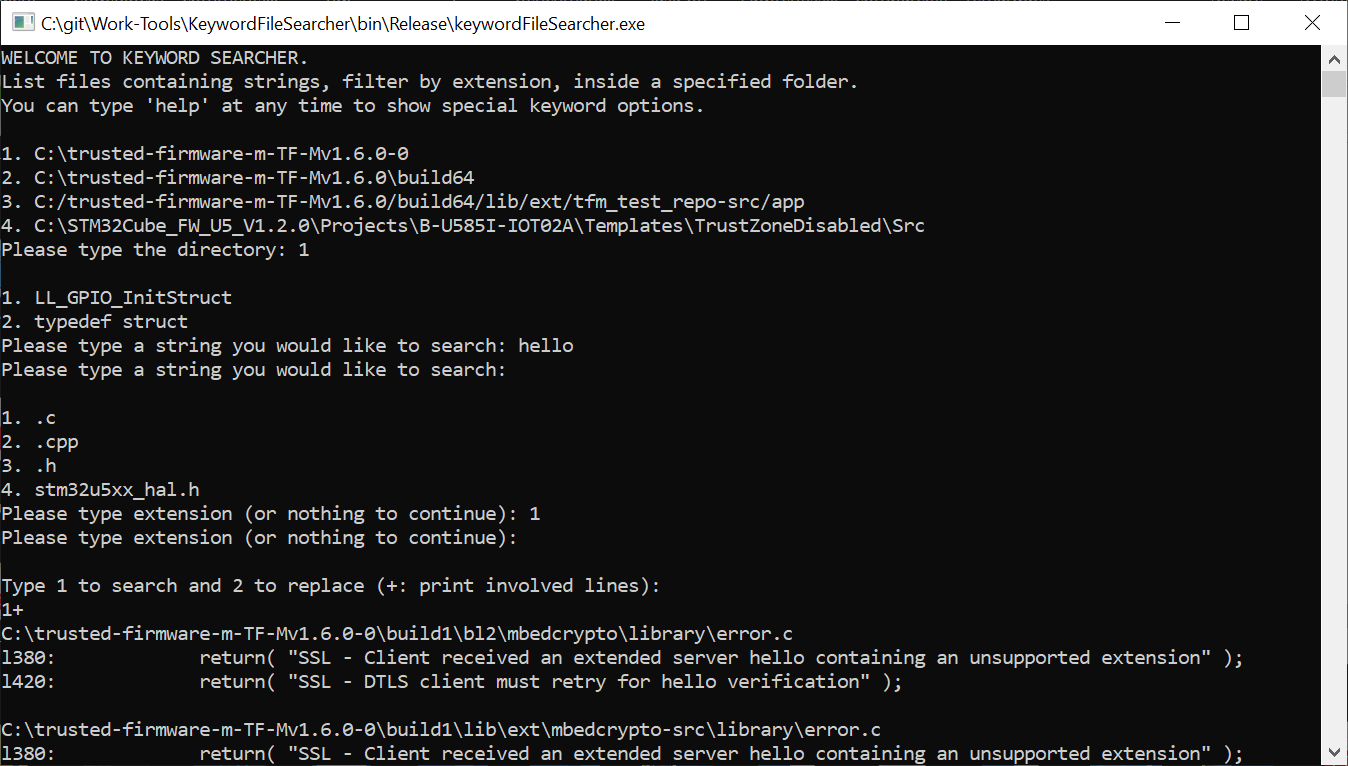 C:\git\Work-Tools\KeywordFileSearcher\bin\Release\keywordFileSearcher.exe
WELCOME TO KEYWORD SEARCHER.
List files containing strings, filter by extension, inside a specified folder.
You can type 'help' at any time to show special keyword options.
1. C:\trusted-firmware-m-TF-Mv1.6.0-0
2. C:\trusted-firmware-m-TF-Mv1.6.0\build64
3. C:/trusted-firmware-m-TF-Mv1.6.0/build64/lib/ext/tfm_test_repo-src/app
4. C:\STM32Cube_FW_U5_V1.2.0\Projects\B-U585I-IOT02A\Templates\TrustZoneDisabled\Src
Please type the directory: 1
1. LL_GPIO_InitStruct
2. typedef struct
Please type a string you would like to search: hello
Please type a string you would like to search:
1. .c
2. .cpp
3. .h
4. stm32u5xx_hal.h
Please type extension (or nothing to continue): 1
Please type extension (or nothing to continue):
Type 1 to search and 2 to replace (+: print involved lines):
1+
C:\trusted-firmware-m-TF-Mv1.6.0-0\build1\bl2\mbedcrypto\library\error.c
l380:             return( "SSL - Client received an extended server hello containing an unsupported extension" );
l420:             return( "SSL - DTLS client must retry for hello verification" );
C:\trusted-firmware-m-TF-Mv1.6.0-0\build1\lib\ext\mbedcrypto-src\library\error.c
l380:             return( "SSL - Client received an extended server hello containing an unsupported extension" );